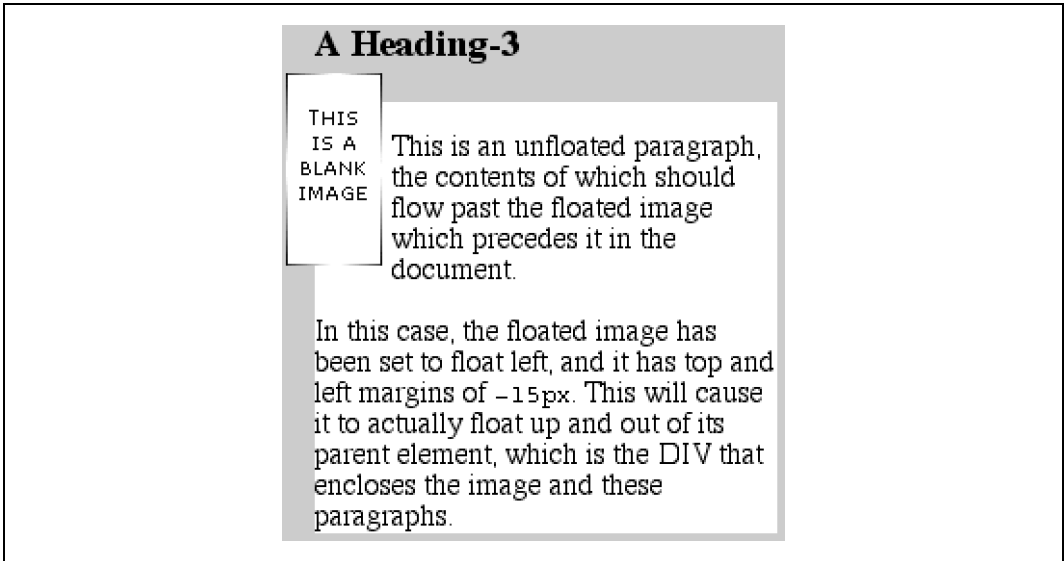 A Heading-3
THIS
IS A
BLANK
IMAGE
This is an unfloated paragraph,
the contents of which should
flow past the floated image
which precedes it in the
document.
In this case, the floated image has
been set to float left, and it has top and
left margins of -15px. This will cause
it to actually float up and out of its
parent element, which is the DIV that
encloses the image and these
paragraphs.